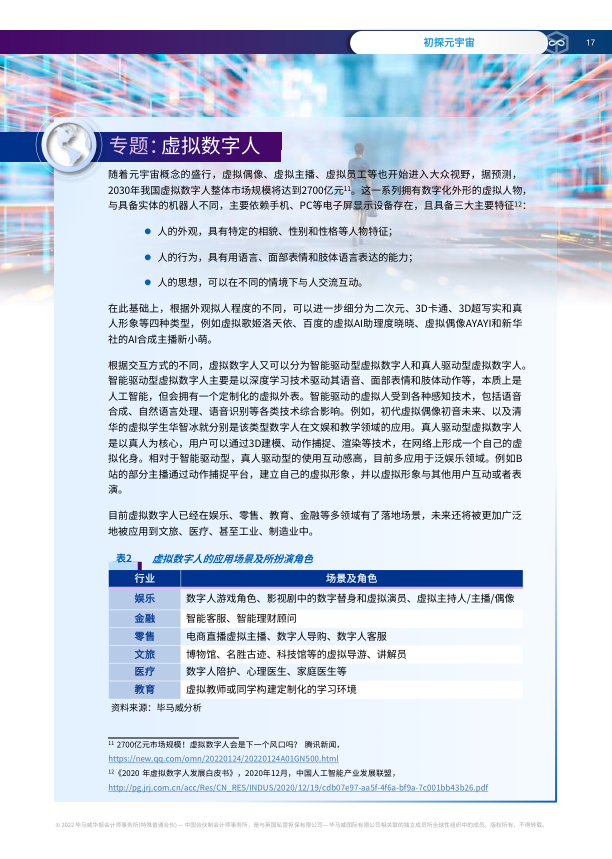 初探元宇宙
17
专题：虚拟数字人
随着元宇宙概念的盛行，虚拟偶像、虚拟主播、虚拟员工等也开始进入大众视野，据预测，
2030年我国虚拟数字人整体市场规模将达到2700亿元¹¹。这一系列拥有数字化外形的虚拟人物，
与具备实体的机器人不同，主要依赖手机、PC等电子屏显示设备存在，且具备三大主要特征¹²：
● 人的外观，具有特定的相貌、性别和性格等人物特征；
● 人的行为，具有用语言、面部表情和肢体语言表达的能力；
● 人的思想，可以在不同的情境下与人交流互动。
在此基础上，根据外观拟人程度的不同，可以进一步细分为二次元、3D卡通、3D超写实和真
人形象等四种类型，例如虚拟歌姬洛天依、百度的虚拟AI助理度晓晓、虚拟偶像AYAYI和新华
社的AI合成主播新小萌。
根据交互方式的不同，虚拟数字人又可以分为智能驱动型虚拟数字人和真人驱动型虚拟数字人。
智能驱动型虚拟数字人主要是以深度学习技术驱动其语音、面部表情和肢体动作等，本质上是
人工智能，但会拥有一个定制化的虚拟外表。智能驱动的虚拟人受到各种感知技术，包括语音
合成、自然语言处理、语音识别等各类技术综合影响。例如，初代虚拟偶像初音未来、以及清
华的虚拟学生华智冰就分别是该类型数字人在文娱和教学领域的应用。真人驱动型虚拟数字人
是以真人为核心，用户可以通过3D建模、动作捕捉、渲染等技术，在网络上形成一个自己的虚
拟化身。相对于智能驱动型，真人驱动型的使用互动感高，目前多应用于泛娱乐领域。例如B
站的部分主播通过动作捕捉平台，建立自己的虚拟形象，并以虚拟形象与其他用户互动或者表
演。
目前虚拟数字人已经在娱乐、零售、教育、金融等多领域有了落地场景，未来还将被更加广泛
地被应用到文旅、医疗、甚至工业、制造业中。
表2 虚拟数字人的应用场景及所扮演角色
行业 场景及角色
娱乐 数字人游戏角色、影视剧中的数字替身和虚拟演员、虚拟主持人/主播/偶像
金融 智能客服、智能理财顾问
零售 电商直播虚拟主播、数字人导购、数字人客服
文旅 博物馆、名胜古迹、科技馆等的虚拟导游、讲解员
医疗 数字人陪护、心理医生、家庭医生等
教育 虚拟教师或同学构建定制化的学习环境
资料来源：毕马威分析
¹¹ 2700亿元市场规模！虚拟数字人会是下一个风口吗？ 腾讯新闻，
https://new.qq.com/omn/20220124/20220124A01GN500.html
¹²《2020 年虚拟数字人发展白皮书》，2020年12月，中国人工智能产业发展联盟，
http://pg.jrj.com.cn/acc/Res/CN_RES/INDUS/2020/12/19/cdb07e97-aa5f-4f6a-bf9a-7c001bb43b26.pdf
© 2022 毕马威华振会计师事务所(特殊普通合伙) — 中国合伙制会计师事务所，是与英国私营担保有限公司— 毕马威国际有限公司相关联的独立成员所全球性组织中的成员。版权所有，不得转载。